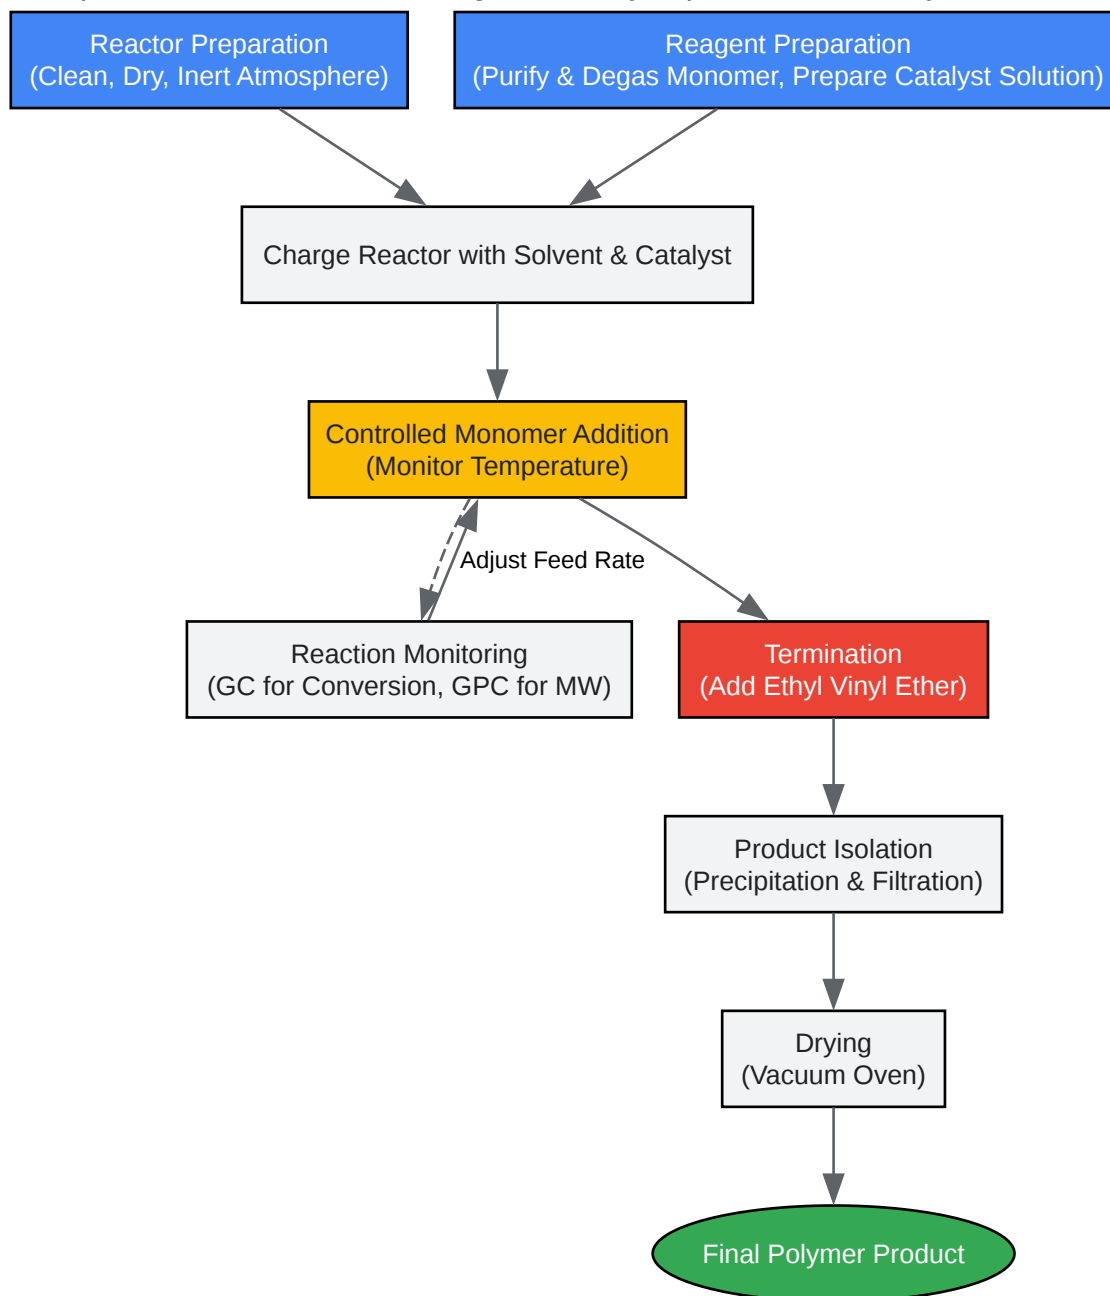 Reactor Preparation
(Clean, Dry, Inert Atmosphere)
Reagent Preparation
(Purify & Degas Monomer, Prepare Catalyst Solution)
Charge Reactor with Solvent & Catalyst
Controlled Monomer Addition
(Monitor Temperature)
Adjust Feed Rate
Reaction Monitoring
(GC for Conversion, GPC for MW)
Termination
(Add Ethyl Vinyl Ether)
Product Isolation
(Precipitation & Filtration)
Drying
(Vacuum Oven)
Final Polymer Product